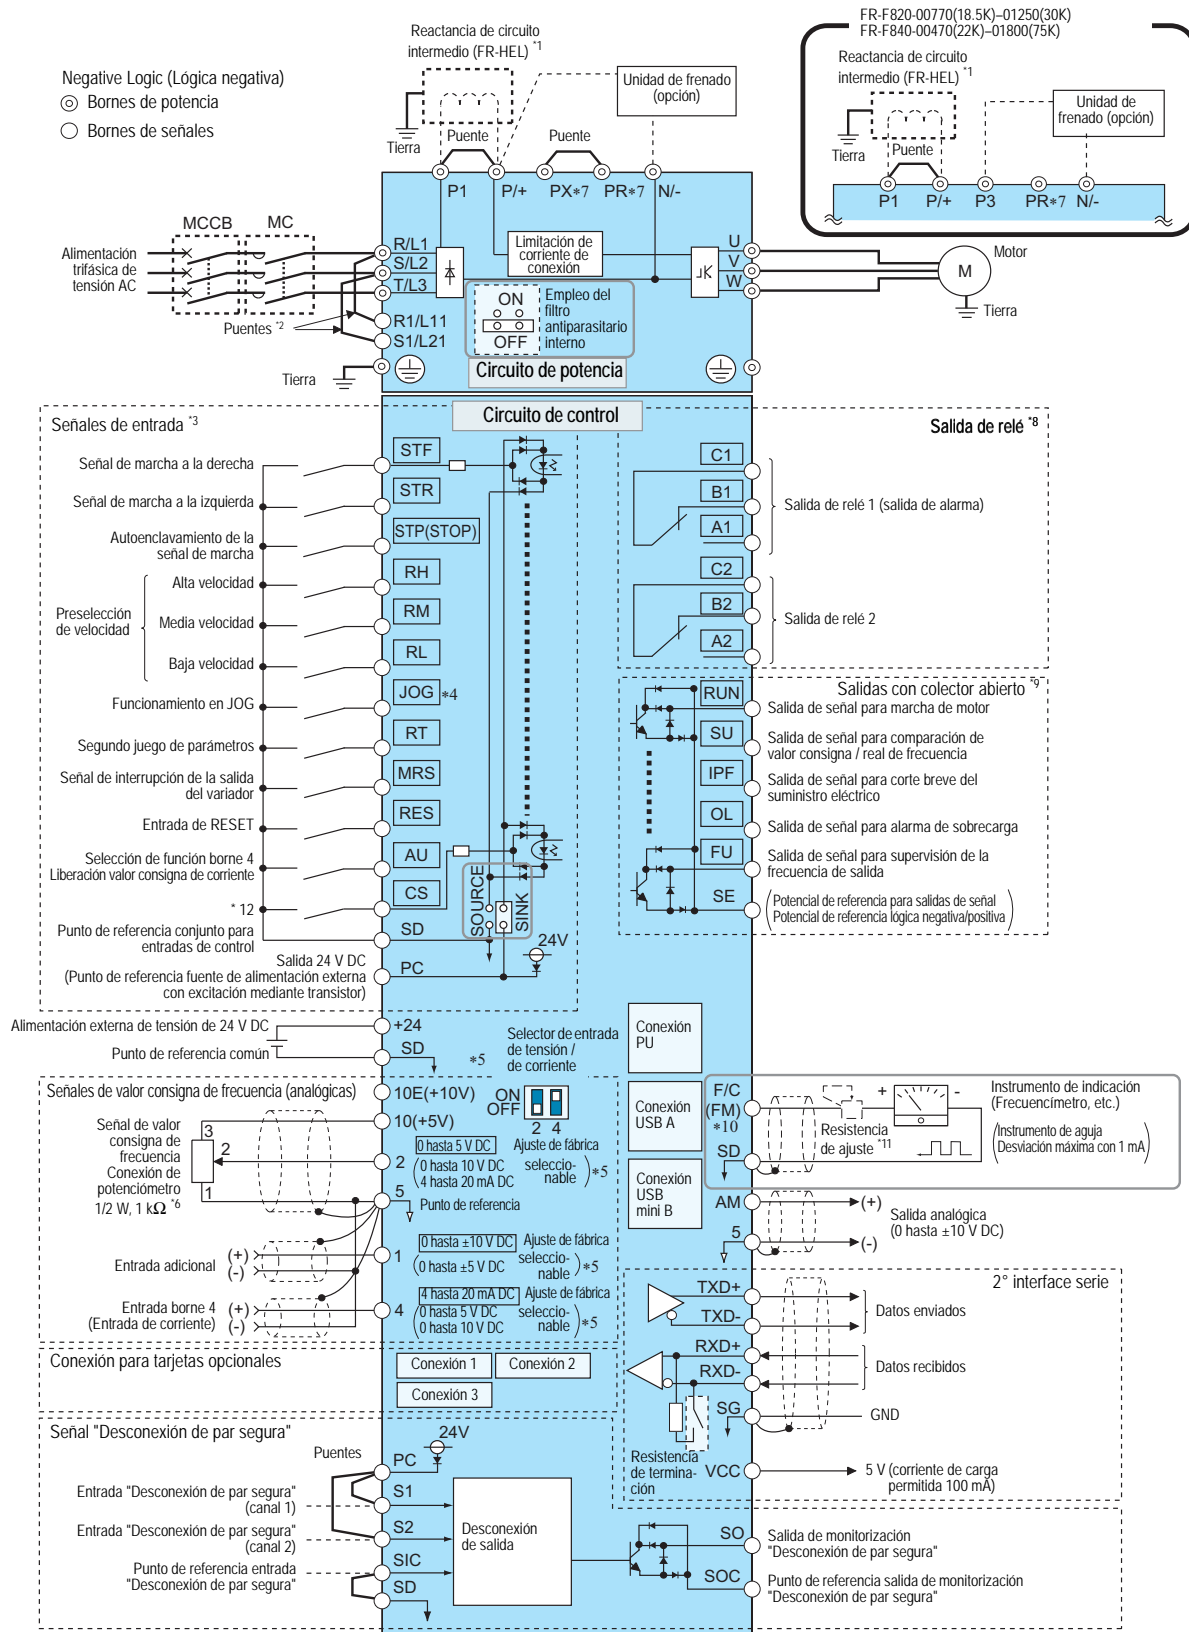 FR-F820-00770(18.5K)–01250(30K)
FR-F840-00470(22K)–01800(75K)
Reactancia de circuito
intermedio (FR-HEL) *1
Unidad de
frenado (opción)
Tierra
Puente
P1
P/+
P3
PR*7
N/-
Negative Logic (Lógica negativa)
Bornes de potencia
Bornes de señales
Reactancia de circuito
intermedio (FR-HEL) *1
Unidad de frenado
(opción)
Tierra
Puente
Puente
P1
P/+
PX*7
PR*7
N/-
MCCB
MC
Alimentación
trifásica de
tensión AC
R/L1
S/L2
T/L3
R1/L11
S1/L21
Puentes *2
Tierra
Limitación de
corriente de
conexión
ON
OFF
Empleo del
filtro
antiparasitario
interno
Circuito de potencia
U
V
W
Motor
M
Tierra
Circuito de control
Señales de entrada *3
Señal de marcha a la derecha
STF
Señal de marcha a la izquierda
STR
Autoenclavamiento de la
señal de marcha
STP(STOP)
Preselección
de velocidad
Alta velocidad
RH
Media velocidad
RM
Baja velocidad
RL
Funcionamiento en JOG
JOG *4
Segundo juego de parámetros
RT
Señal de interrupción de la salida
del variador
MRS
Entrada de RESET
RES
Selección de función borne 4
Liberación valor consigna de corriente
AU
* 12
CS
SOURCE
SINK
Punto de referencia conjunto para
entradas de control
SD
24V
Salida 24 V DC
(Punto de referencia fuente de alimentación externa
con excitación mediante transistor)
PC
Salida de relé *8
C1
B1
A1
Salida de relé 1 (salida de alarma)
C2
B2
A2
Salida de relé 2
Salidas con colector abierto *9
RUN
Salida de señal para marcha de motor
SU
Salida de señal para comparación de
valor consigna / real de frecuencia
IPF
Salida de señal para corte breve del
suministro eléctrico
OL
Salida de señal para alarma de sobrecarga
FU
Salida de señal para supervisión de la
frecuencia de salida
SE
(Potencial de referencia para salidas de señal
Potencial de referencia lógica negativa/positiva)
Alimentación externa de tensión de 24 V DC
+24
Punto de referencia común
SD
*5
Selector de entrada
de tensión /
de corriente
Conexión
PU
Señales de valor consigna de frecuencia (analógicas)
10E(+10V)
ON
OFF
2 4
10(+5V)
Señal de valor
consigna de
frecuencia
Conexión de
potenciómetro
1/2 W, 1 kΩ *6
3
2
1
2
0 hasta 5 V DC
Ajuste de fábrica
(0 hasta 10 V DC
4 hasta 20 mA DC
seleccio-
nable) *5
5
Punto de referencia
Entrada adicional
(+)
(-)
1
0 hasta ±10 V DC
Ajuste de fábrica
(0 hasta ±5 V DC
seleccio-
nable) *5
Entrada borne 4
(Entrada de corriente)
(+)
(-)
4
4 hasta 20 mA DC
Ajuste de fábrica
(0 hasta 5 V DC
0 hasta 10 V DC
seleccio-
nable) *5
Conexión
USB A
Conexión
USB
mini B
F/C
(FM)
*10
SD
Resistencia
de ajuste *11
+
-
Instrumento de indicación
(Frecuencímetro, etc.)
(Instrumento de aguja
Desviación máxima con 1 mA)
AM
(+)
Salida analógica
(0 hasta ±10 V DC)
5
(-)
2° interface serie
TXD+
TXD-
Datos enviados
RXD+
RXD-
Datos recibidos
SG
GND
Resistencia
de termina-
ción
VCC
5 V (corriente de carga
permitida 100 mA)
Conexión para tarjetas opcionales
Conexión 1
Conexión 2
Conexión 3
Señal "Desconexión de par segura"
Puentes
24V
PC
Entrada "Desconexión de par segura"
(canal 1)
S1
Entrada "Desconexión de par segura"
(canal 2)
S2
Punto de referencia entrada
"Desconexión de par segura"
SIC
SD
Desconexión
de salida
SO
Salida de monitorización
"Desconexión de par segura"
SOC
Punto de referencia salida de monitorización
"Desconexión de par segura"